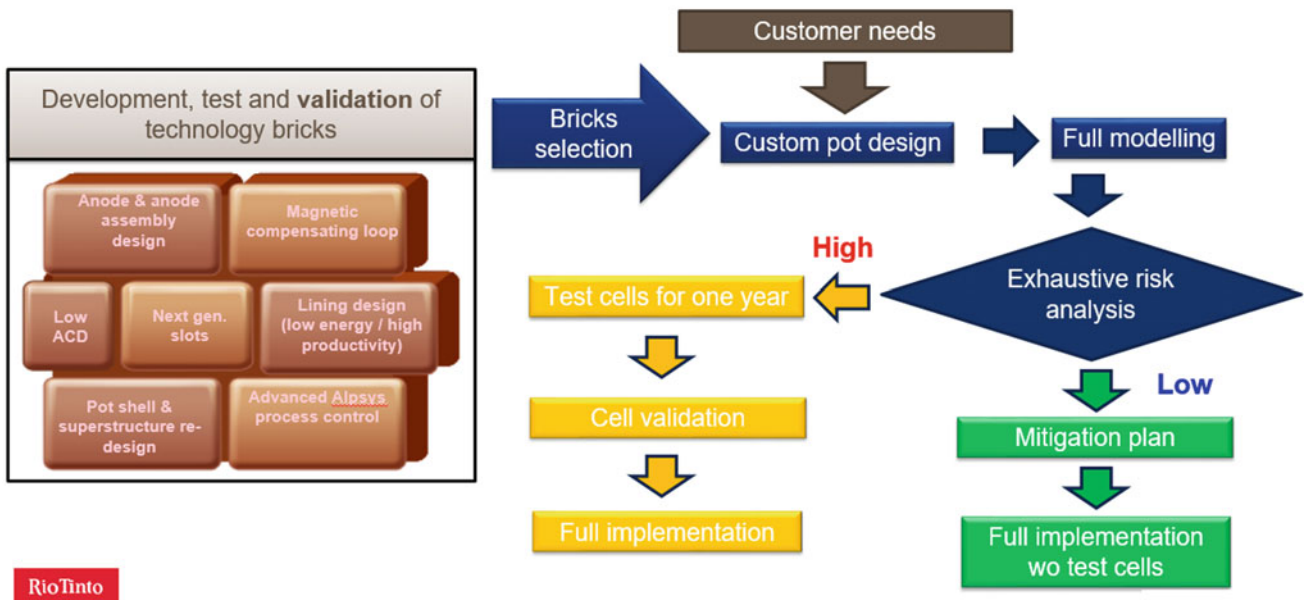 Customer needs
Development, test and validation of
technology bricks
Bricks
selection
Custom pot design
Full modelling
Anode & anode
assembly
design
Magnetic
compensating loop
Low
ACD
Next gen.
slots
Lining design
(low energy / high
productivity)
Pot shell &
superstructure re-
design
Advanced Alpsys
process control
High
Test cells for one year
Exhaustive risk
analysis
Low
Cell validation
Mitigation plan
Full implementation
Full implementation
wo test cells
RioTinto